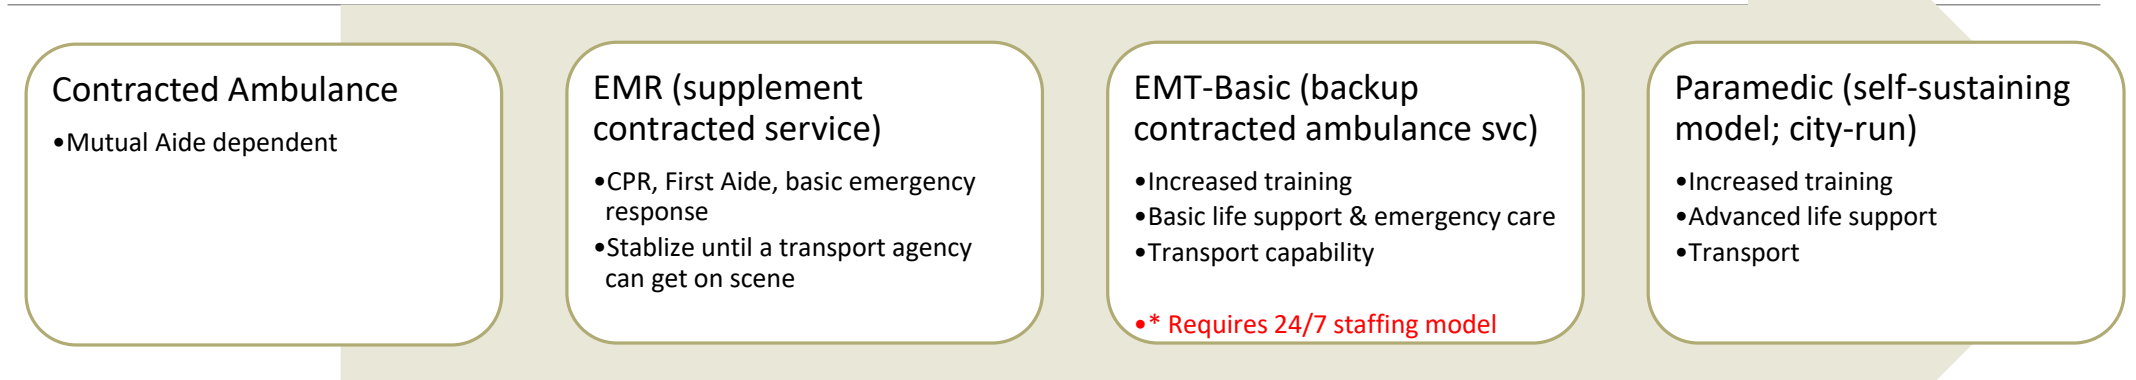 Contracted Ambulance
•Mutual Aide dependent
EMR (supplement
contracted service)
•CPR, First Aide, basic emergency
response
•Stablize until a transport agency
can get on scene
EMT-Basic (backup
contracted ambulance svc)
•Increased training
•Basic life support & emergency care
•Transport capability
•* Requires 24/7 staffing model
Paramedic (self-sustaining
model; city-run)
•Increased training
•Advanced life support
•Transport